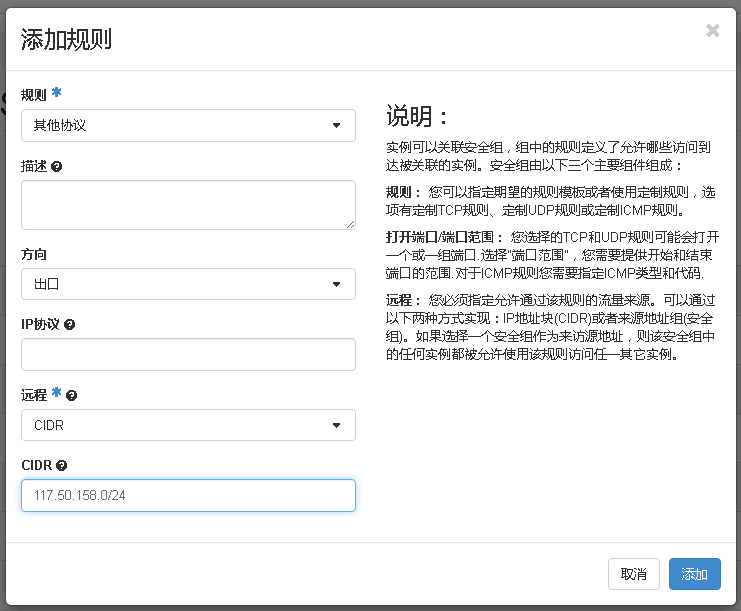 添加规则
×
规则 *
其他协议
描述
方向
出口
IP协议
远程 *
CIDR
CIDR
117.50.158.0/24
说明：
实例可以关联安全组，组中的规则定义了允许哪些访问到
达被关联的实例。安全组由以下三个主要组件组成：
规则： 您可以指定期望的规则模板或者使用定制规则，选
项有定制TCP规则、定制UDP规则或定制ICMP规则。
打开端口/端口范围： 您选择的TCP和UDP规则可能会打开
一个或一组端口.选择"端口范围"，您需要提供开始和结束
端口的范围.对于ICMP规则您需要指定ICMP类型和代码.
远程： 您必须指定允许通过该规则的流量来源。可以通过
以下两种方式实现：IP地址块(CIDR)或者来源地址组(安全
组)。如果选择一个安全组作为来访源地址，则该安全组中
的任何实例都被允许使用该规则访问任一其它实例。
取消
添加